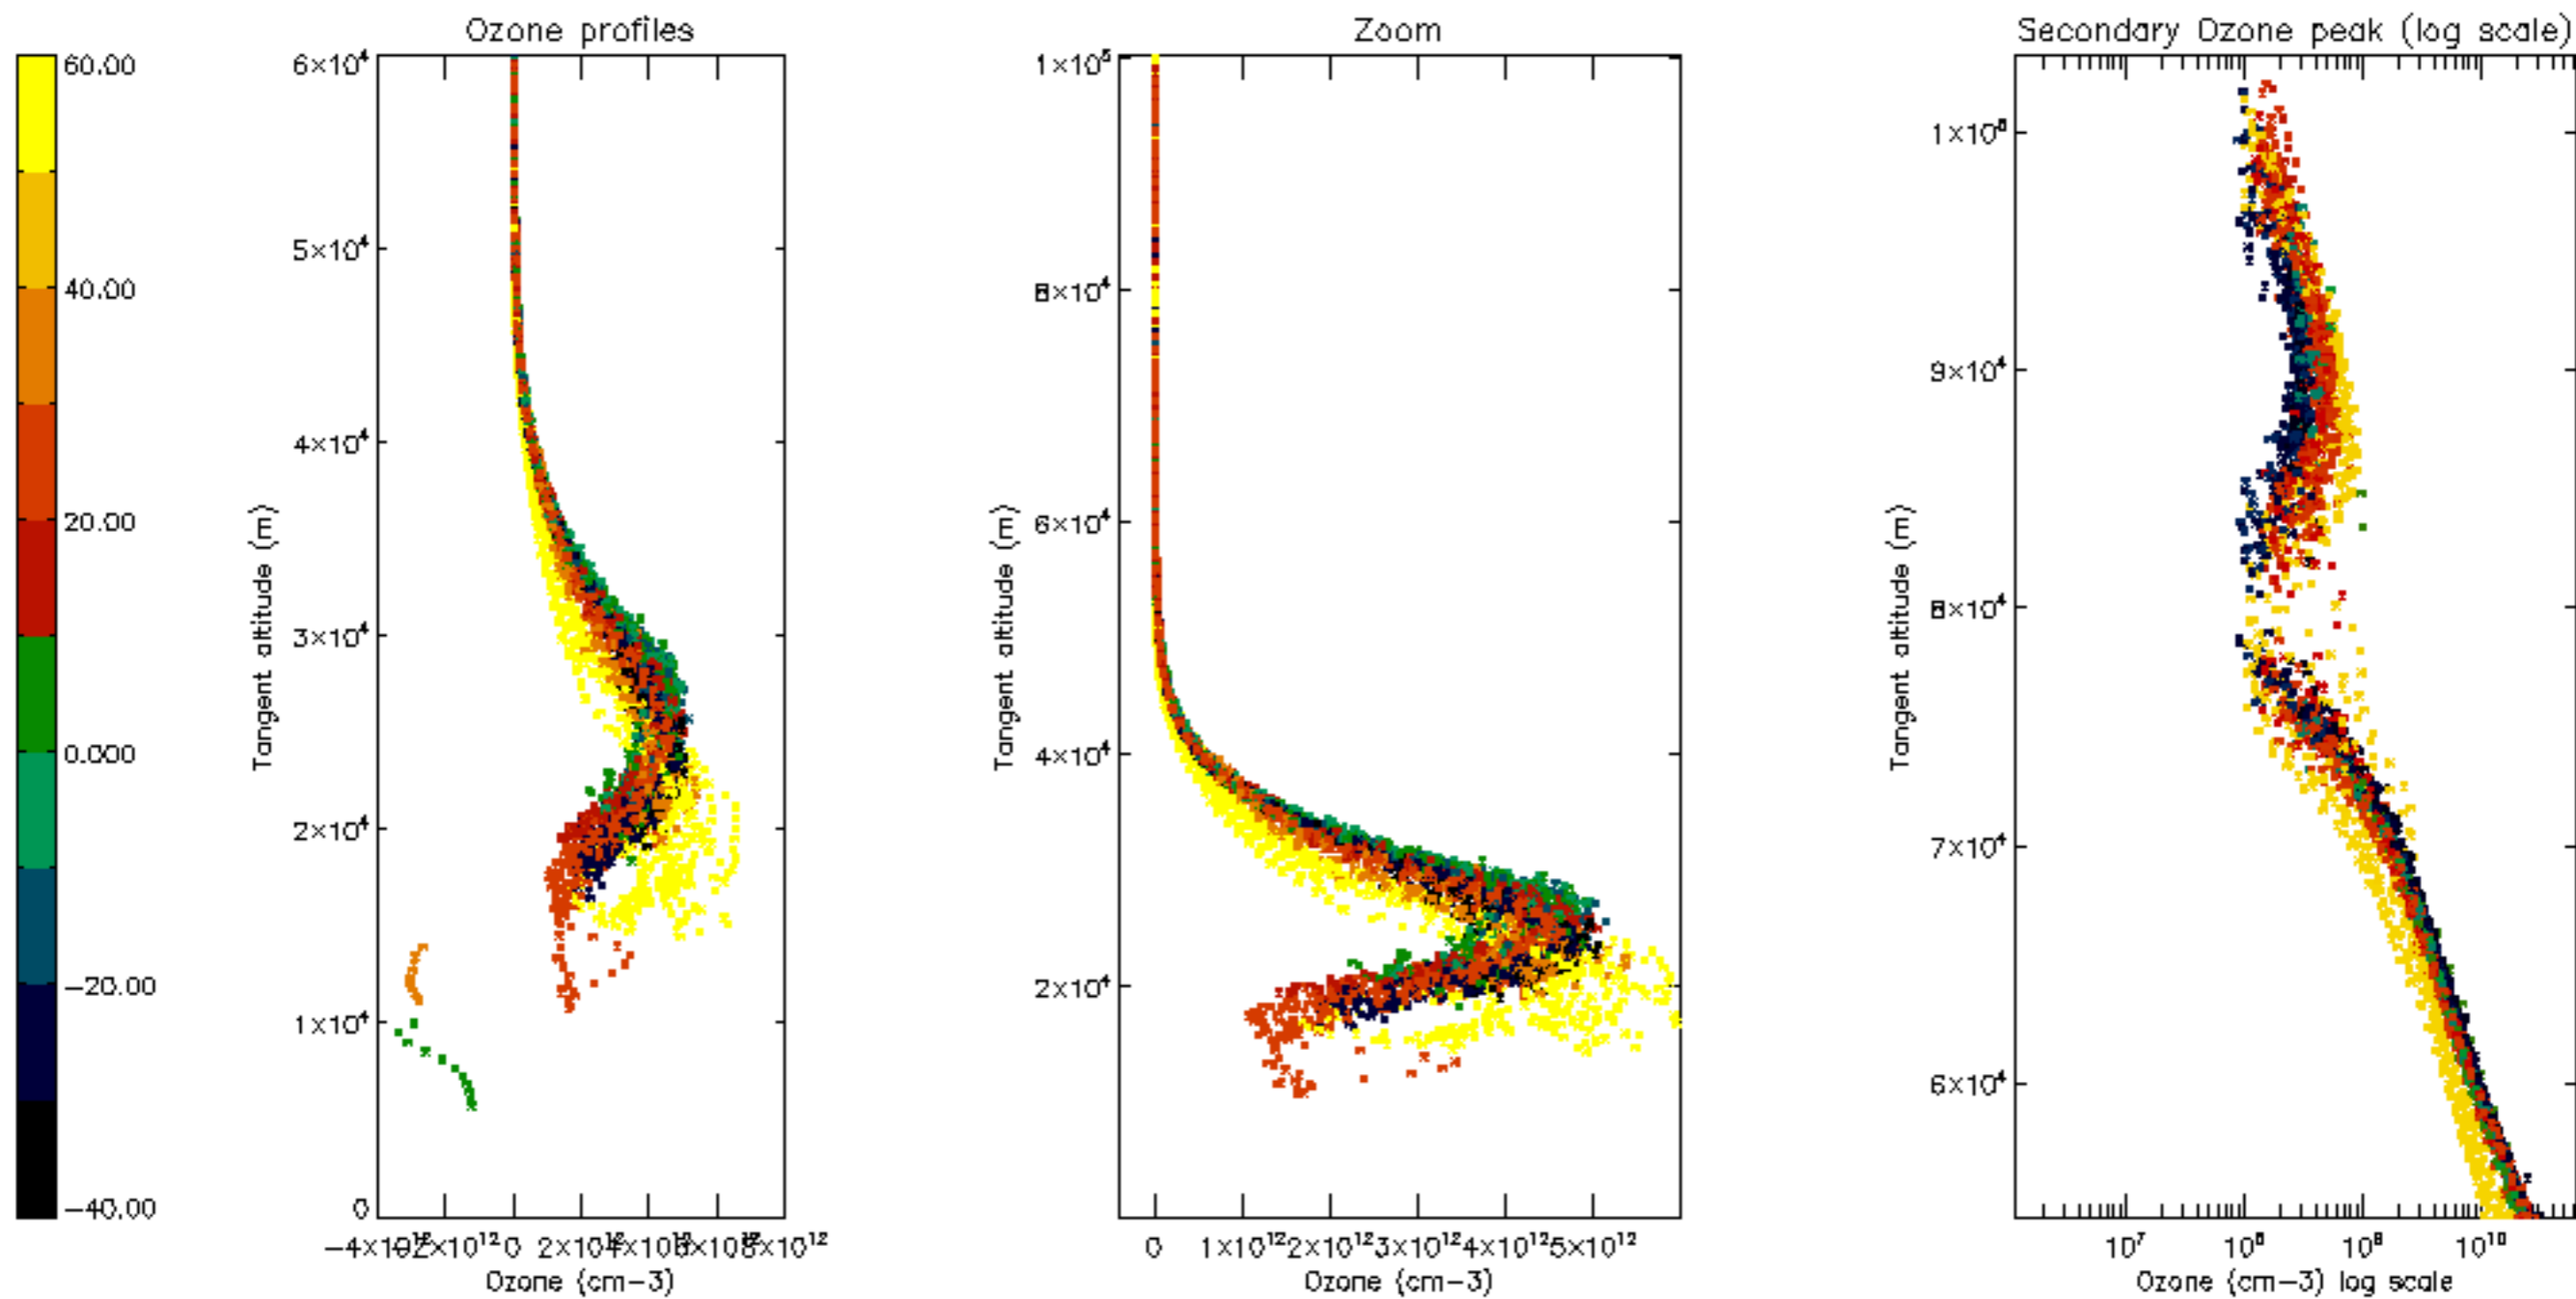 Ozone profiles
Zoom
Secondary Ozone peak (log scale)
60.00
40.00
20.00
0.000
−20.00
−40.00
6×10⁴
5×10⁴
4×10⁴
3×10⁴
2×10⁴
1×10⁴
0
Tangent altitude (m)
0
Ozone (cm−3)
1×10⁵
8×10⁴
6×10⁴
4×10⁴
2×10⁴
Tangent altitude (m)
0 1×10¹² 2×10¹² 3×10¹² 4×10¹² 5×10¹²
Ozone (cm−3)
9×10⁴
8×10⁴
7×10⁴
6×10⁴
Tangent altitude (m)
10⁷ 10⁸ 10⁹ 10¹⁰
Ozone (cm−3) log scale